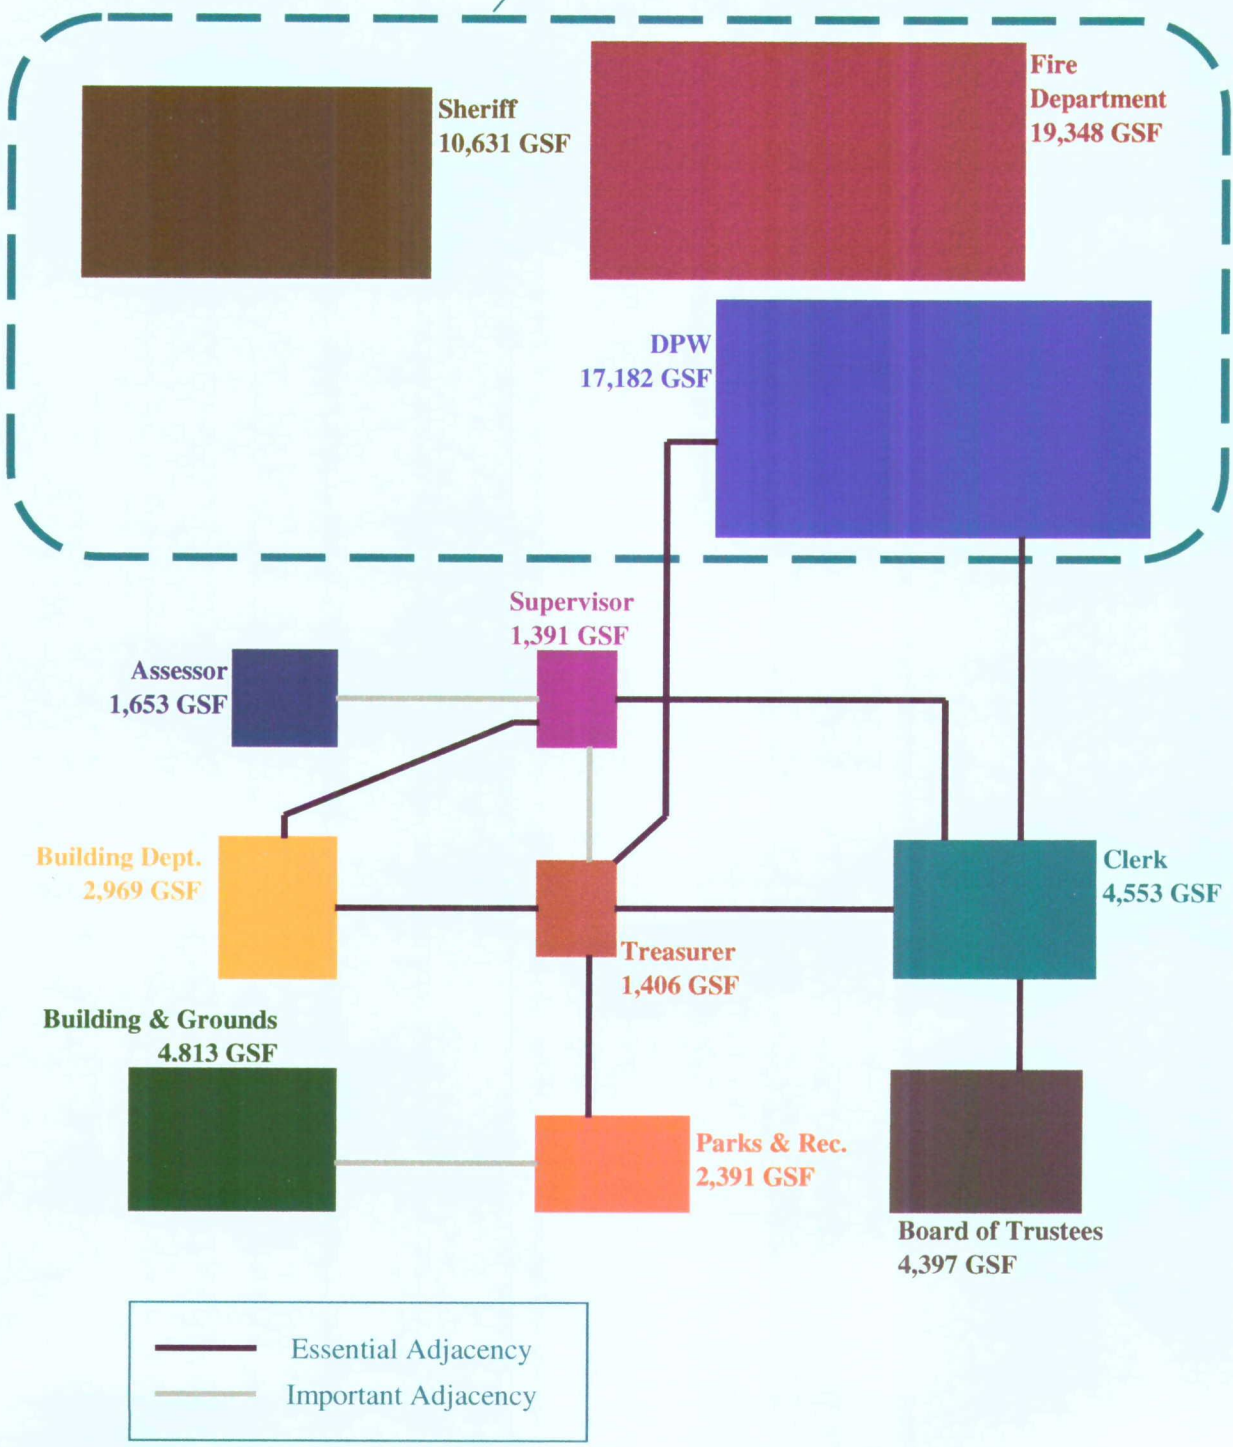 Sheriff
10,631 GSF
Fire
Department
19,348 GSF
DPW
17,182 GSF
Supervisor
1,391 GSF
Assessor
1,653 GSF
Building Dept.
2,969 GSF
Clerk
4,553 GSF
Treasurer
1,406 GSF
Building & Grounds
4.813 GSF
Parks & Rec.
2,391 GSF
Board of Trustees
4,397 GSF
Essential Adjacency
Important Adjacency